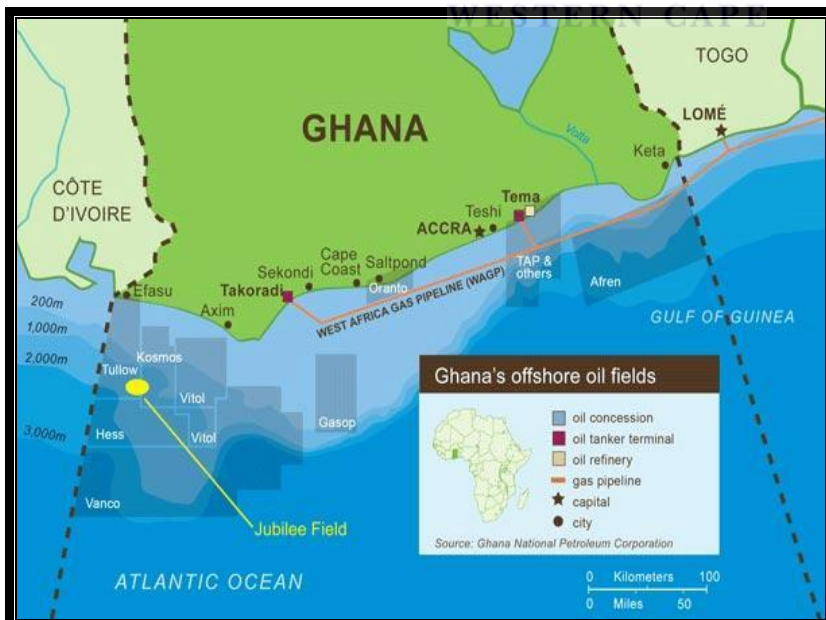 WESTERN CAPE
TOGO
LOMÉ
GHANA
Volta
Keta
CÔTE
D'IVOIRE
Tema
Teshi
ACCRA
Cape
Coast
Saltpond
Sekondi
Takoradi
Oranto
TAP &
others
Afren
Efasu
Axim
WEST AFRICA GAS PIPELINE (WAGP)
GULF OF GUINEA
200m
1,000m
2,000m
3,000m
Kosmos
Tullow
Vitol
Hess
Vitol
Gasop
Vanco
Jubilee Field
ATLANTIC OCEAN
Ghana's offshore oil fields
oil concession
oil tanker terminal
oil refinery
gas pipeline
capital
city
Source: Ghana National Petroleum Corporation
0 Kilometers 100
0 Miles 50